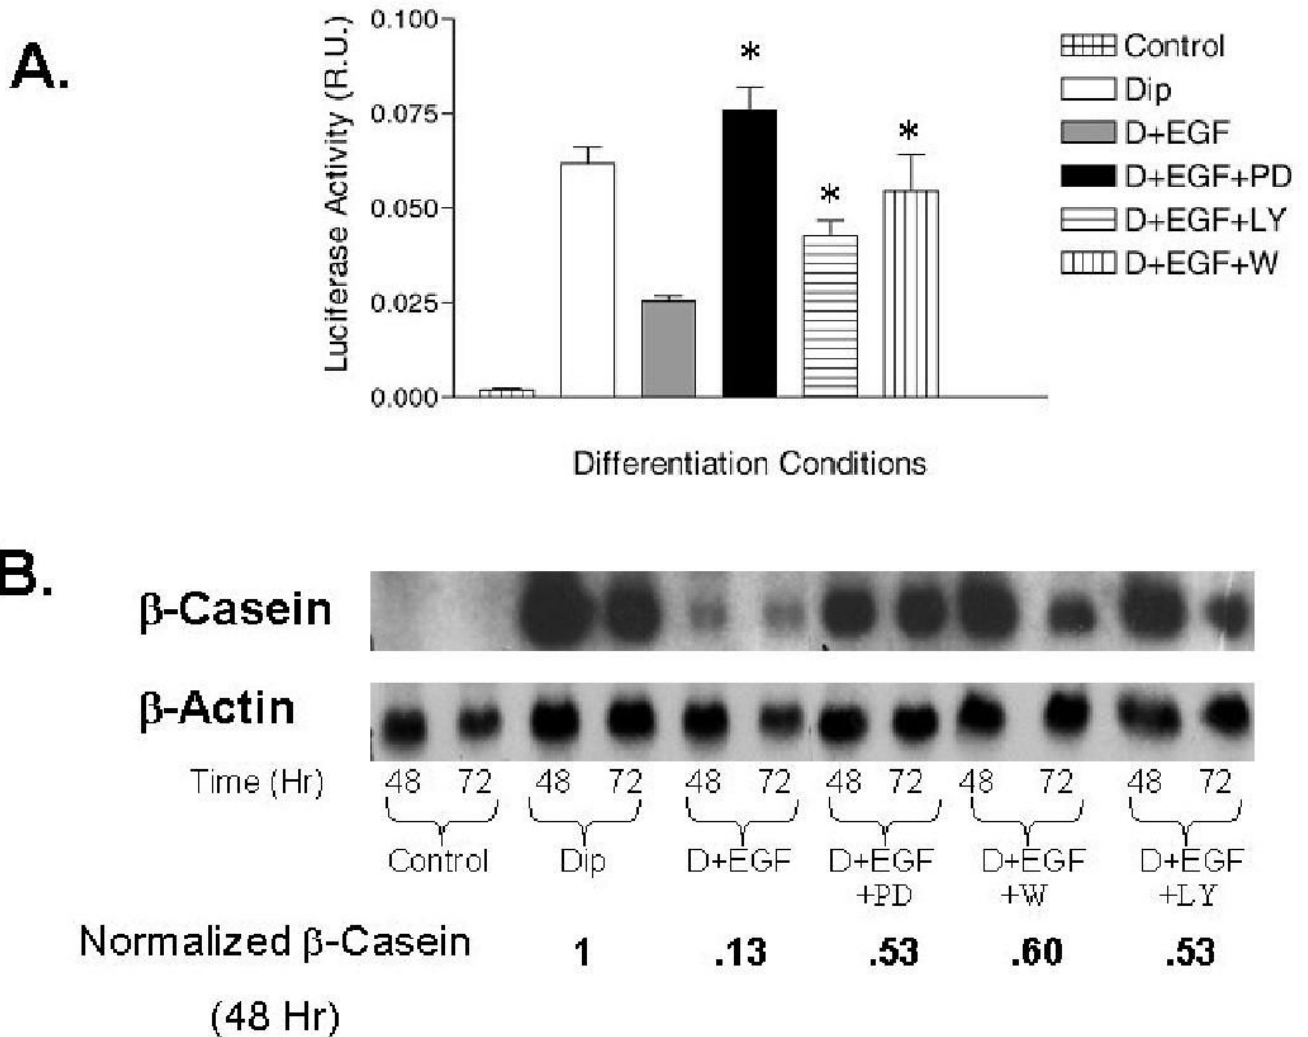 A.
Luciferase Activity (R.U.)
0.100
0.075
0.050
0.025
0.000
*
*
*
Control
Dip
D+EGF
D+EGF+PD
D+EGF+LY
D+EGF+W
Differentiation Conditions
B.
β-Casein
β-Actin
Time (Hr) 48 72 48 72 48 72 48 72 48 72 48 72
Control Dip D+EGF D+EGF D+EGF D+EGF
+PD +W +LY
Normalized β-Casein 1 .13 .53 .60 .53
(48 Hr)